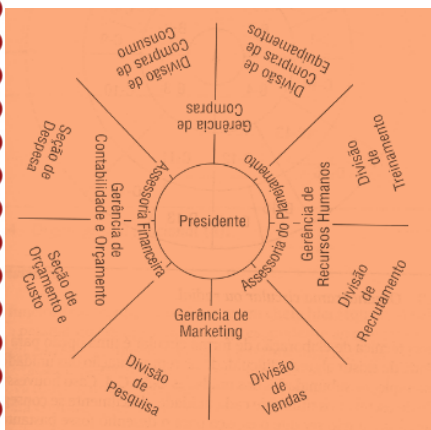 Divisão de
Compras de
Consumo
Divisão de
Compras de
Equipamentos
Gerência de
Compras
Seção de
Despesa
Assessoria Financeira
Assessoria do Planejamento
Divisão
de
Treinamento
Gerência de
Contabilidade e Orçamento
Presidente
Gerência de
Recursos Humanos
Seção de
Orçamento e
Custo
Divisão
de
Recrutamento
Gerência de
Marketing
Divisão
de
Pesquisa
Divisão
de
Vendas